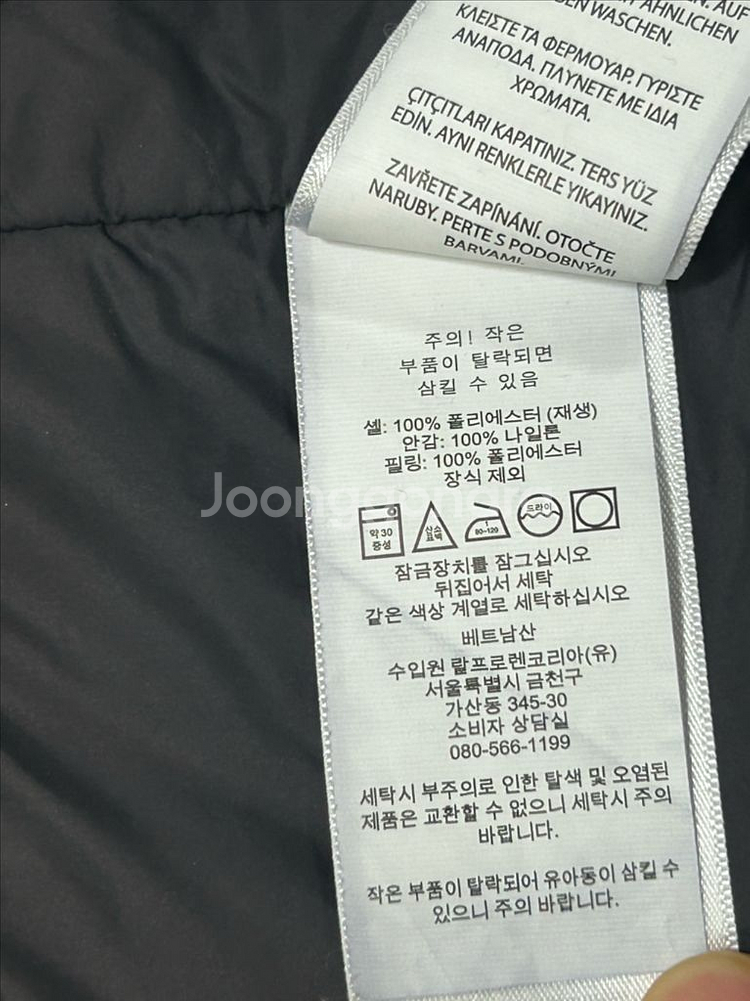 AUF
ÄHNLICHEN
WASCHEN.
ΚΛΕΙΣΤΕ ΤΑ ΦΕΡΜΟΥΑΡ. ΓΥΡΙΣΤΕ
ΑΝΑΠΟΔΑ. ΠΛΥΝΕΤΕ ΜΕ ΙΔΙΑ
ΧΡΩΜΑΤΑ.
ÇITÇITLARI KAPATINIZ. TERS YÜZ
EDİN. AYNI RENKLERLE YIKAYINIZ.
ZAVŘETE ZAPÍNÁNÍ. OTOČTE
NARUBY. PERTE S PODOBNÝMI
BARVAMI.
주의! 작은
부품이 탈락되면
삼킬 수 있음
쉘: 100% 폴리에스터 (재생)
안감: 100% 나일론
필링: 100% 폴리에스터
장식 제외
약 30 중성 산소 표백 1 80~120 드라이
잠금장치를 잠그십시오
뒤집어서 세탁
같은 색상 계열로 세탁하십시오
베트남산
수입원 랄프로렌코리아(유)
서울특별시 금천구
가산동 345-30
소비자 상담실
080-566-1199
세탁시 부주의로 인한 탈색 및 오염된
제품은 교환할 수 없으니 세탁시 주의
바랍니다.
작은 부품이 탈락되어 유아동이 삼킬 수
있으니 주의 바랍니다.